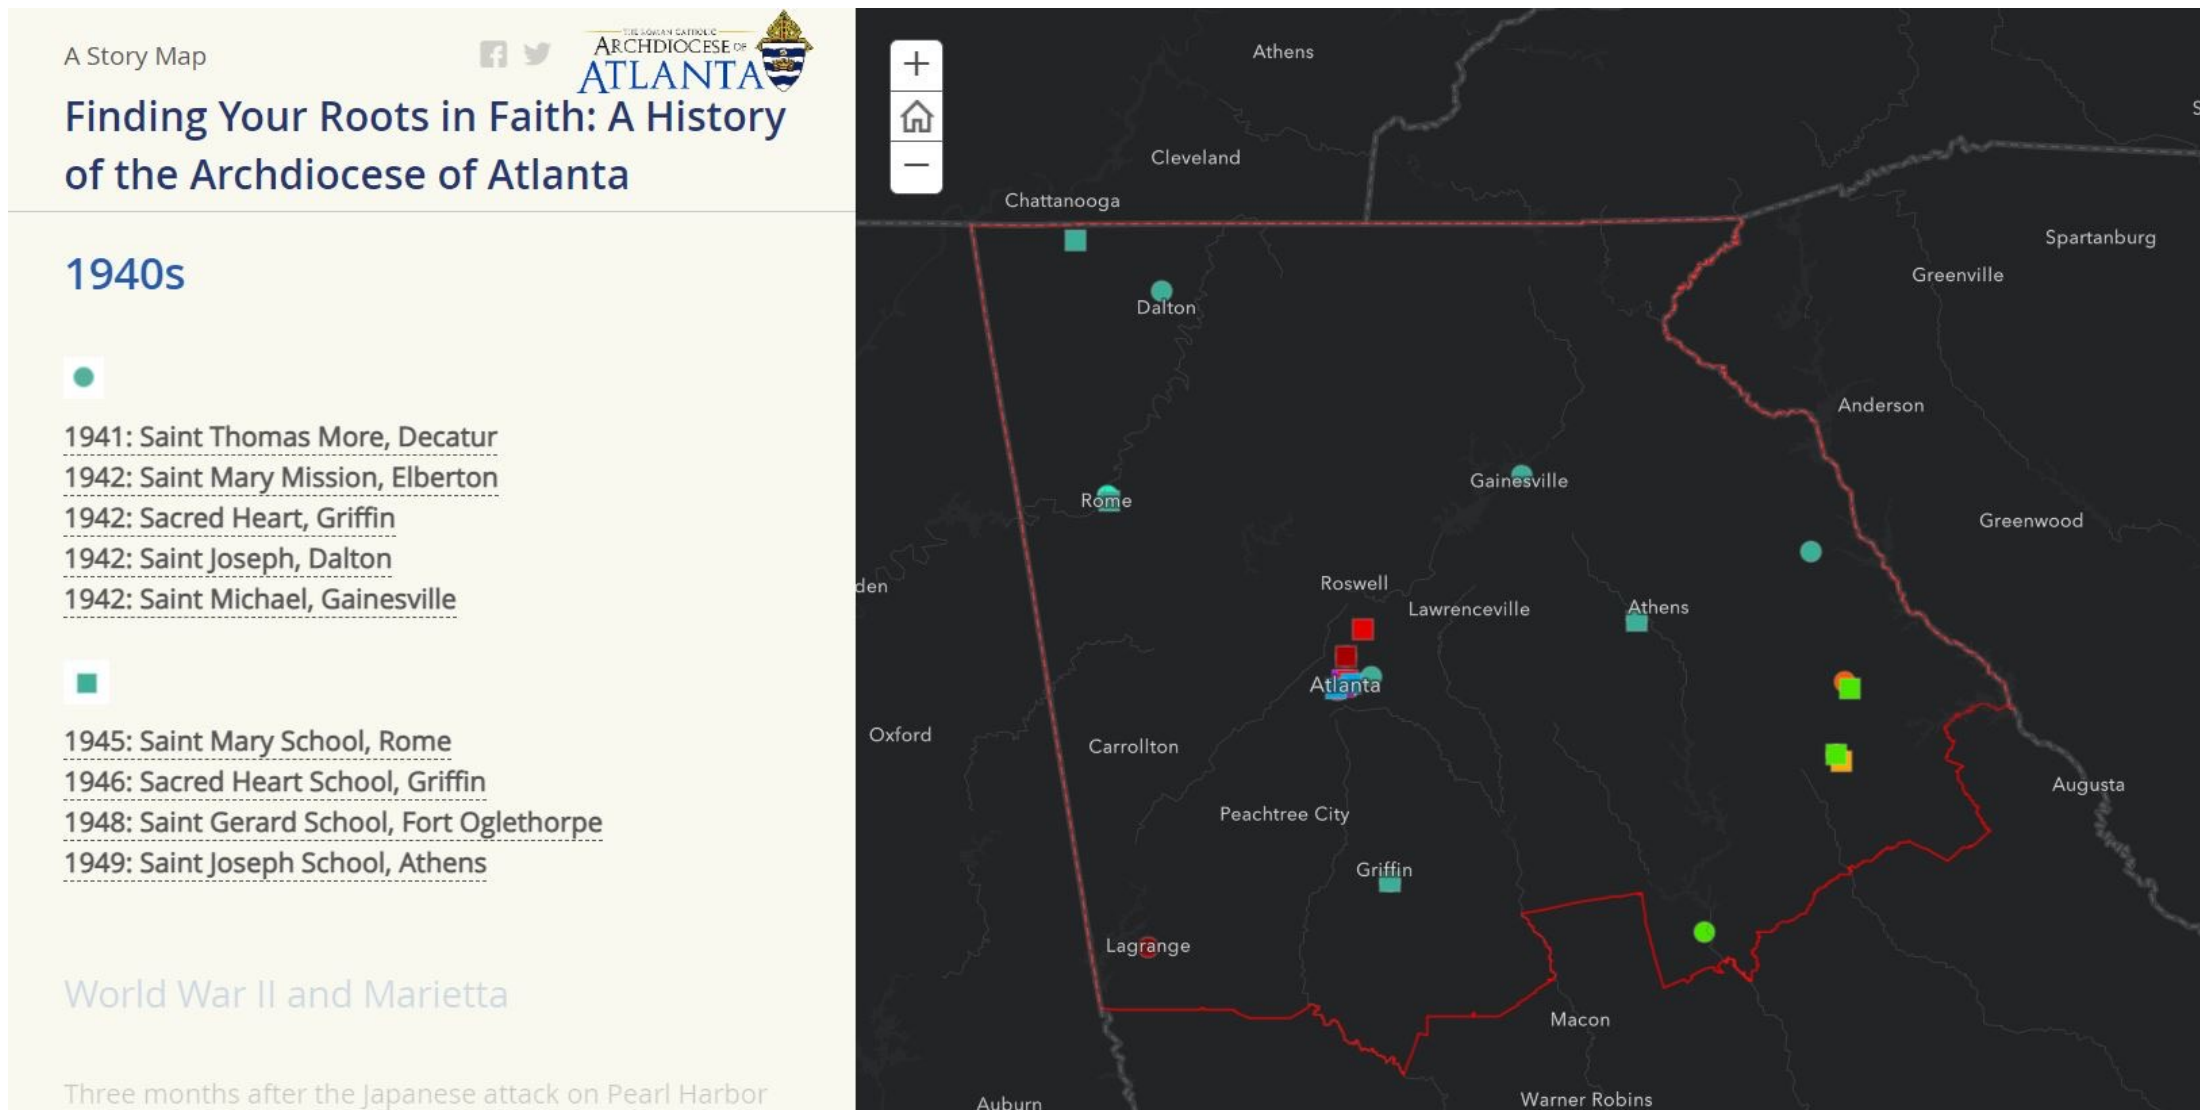 A Story Map
THE ROMAN CATHOLIC
ARCHDIOCESE OF
ATLANTA
Finding Your Roots in Faith: A History
of the Archdiocese of Atlanta
1940s
1941: Saint Thomas More, Decatur
1942: Saint Mary Mission, Elberton
1942: Sacred Heart, Griffin
1942: Saint Joseph, Dalton
1942: Saint Michael, Gainesville
1945: Saint Mary School, Rome
1946: Sacred Heart School, Griffin
1948: Saint Gerard School, Fort Oglethorpe
1949: Saint Joseph School, Athens
World War II and Marietta
Three months after the Japanese attack on Pearl Harbor
+
−
Athens
Cleveland
Chattanooga
Spartanburg
Greenville
Dalton
Anderson
Gainesville
Rome
Greenwood
Roswell
den
Lawrenceville
Athens
Atlanta
Oxford
Carrollton
Augusta
Peachtree City
Griffin
Lagrange
Macon
Auburn
Warner Robins